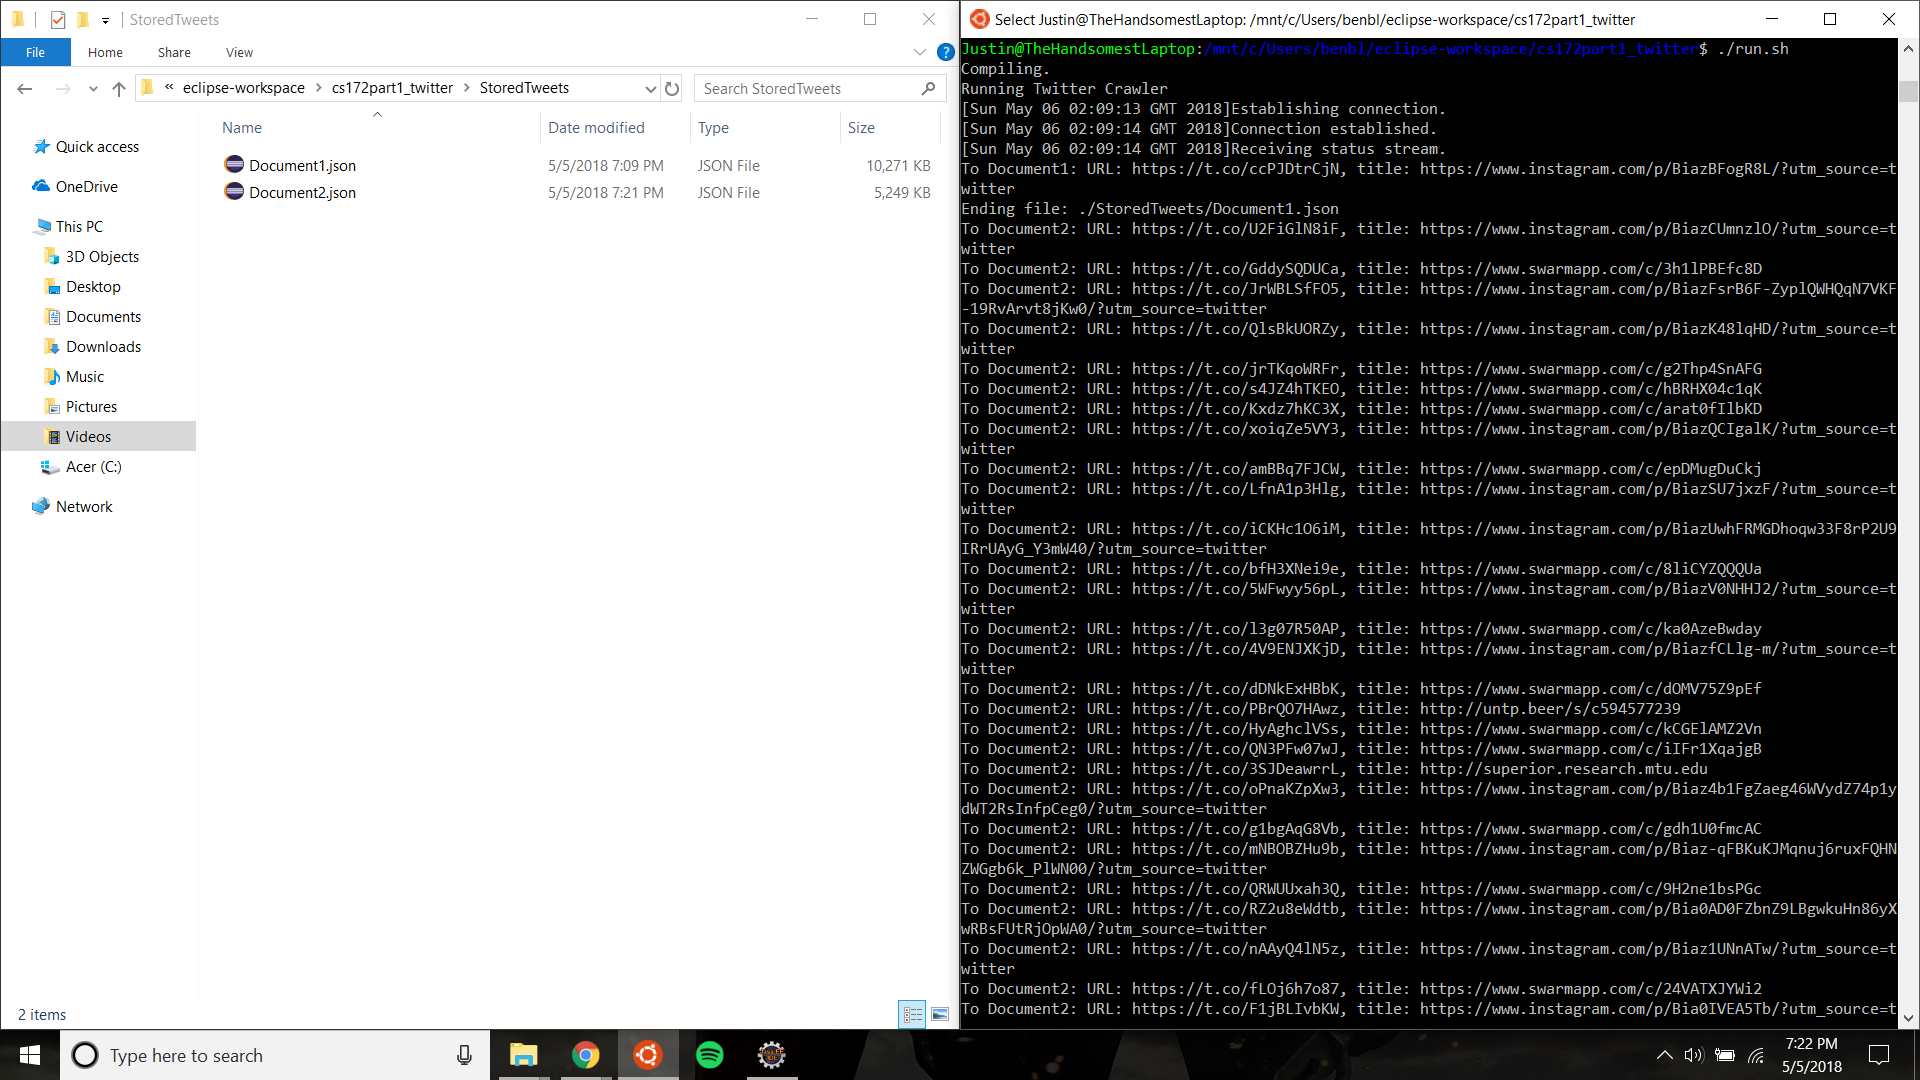 StoredTweets
File Home Share View
« eclipse-workspace > cs172part1_twitter > StoredTweets
Search StoredTweets
Name Date modified Type Size
Document1.json 5/5/2018 7:09 PM JSON File 10,271 KB
Document2.json 5/5/2018 7:21 PM JSON File 5,249 KB
Quick access
OneDrive
This PC
3D Objects
Desktop
Documents
Downloads
Music
Pictures
Videos
Acer (C:)
Network
2 items
Select Justin@TheHandsomestLaptop: /mnt/c/Users/benbl/eclipse-workspace/cs172part1_twitter
Justin@TheHandsomestLaptop:/mnt/c/Users/benbl/eclipse-workspace/cs172part1_twitter$ ./run.sh
Compiling.
Running Twitter Crawler
[Sun May 06 02:09:13 GMT 2018]Establishing connection.
[Sun May 06 02:09:14 GMT 2018]Connection established.
[Sun May 06 02:09:14 GMT 2018]Receiving status stream.
To Document1: URL: https://t.co/ccPJDtrCjN, title: https://www.instagram.com/p/BiazBFogR8L/?utm_source=t
witter
Ending file: ./StoredTweets/Document1.json
To Document2: URL: https://t.co/U2FiGlN8iF, title: https://www.instagram.com/p/BiazCUmnzlO/?utm_source=t
witter
To Document2: URL: https://t.co/GddySQDUCa, title: https://www.swarmapp.com/c/3h1lPBEfc8D
To Document2: URL: https://t.co/JrWBLSfFO5, title: https://www.instagram.com/p/BiazFsrB6F-ZyplQWHQqN7VKF
-19RvArvt8jKw0/?utm_source=twitter
To Document2: URL: https://t.co/QlsBkUORZy, title: https://www.instagram.com/p/BiazK48lqHD/?utm_source=t
witter
To Document2: URL: https://t.co/jrTKqoWRFr, title: https://www.swarmapp.com/c/g2Thp4SnAFG
To Document2: URL: https://t.co/s4JZ4hTKEO, title: https://www.swarmapp.com/c/hBRHX04c1qK
To Document2: URL: https://t.co/Kxdz7hKC3X, title: https://www.swarmapp.com/c/arat0fIlbKD
To Document2: URL: https://t.co/xoiqZe5VY3, title: https://www.instagram.com/p/BiazQCIgalK/?utm_source=t
witter
To Document2: URL: https://t.co/amBBq7FJCW, title: https://www.swarmapp.com/c/epDMugDuCkj
To Document2: URL: https://t.co/LfnA1p3Hlg, title: https://www.instagram.com/p/BiazSU7jxzF/?utm_source=t
witter
To Document2: URL: https://t.co/iCKHc1O6iM, title: https://www.instagram.com/p/BiazUwhFRMGDhoqw33F8rP2U9
IRrUAyG_Y3mW40/?utm_source=twitter
To Document2: URL: https://t.co/bfH3XNei9e, title: https://www.swarmapp.com/c/8liCYZQQQUa
To Document2: URL: https://t.co/5WFwyy56pL, title: https://www.instagram.com/p/BiazV0NHHJ2/?utm_source=t
witter
To Document2: URL: https://t.co/l3g07R50AP, title: https://www.swarmapp.com/c/ka0AzeBwday
To Document2: URL: https://t.co/4V9ENJXKjD, title: https://www.instagram.com/p/BiazfCLlg-m/?utm_source=t
witter
To Document2: URL: https://t.co/dDNkExHBbK, title: https://www.swarmapp.com/c/dOMV75Z9pEf
To Document2: URL: https://t.co/PBrQO7HAwz, title: http://untp.beer/s/c594577239
To Document2: URL: https://t.co/HyAghclVSs, title: https://www.swarmapp.com/c/kCGElAMZ2Vn
To Document2: URL: https://t.co/QN3PFw07wJ, title: https://www.swarmapp.com/c/iIFr1XqajgB
To Document2: URL: https://t.co/3SJDeawrrL, title: http://superior.research.mtu.edu
To Document2: URL: https://t.co/oPnaKZpXw3, title: https://www.instagram.com/p/Biaz4b1FgZaeg46WVydZ74p1y
dWT2RsInfpCeg0/?utm_source=twitter
To Document2: URL: https://t.co/g1bgAqG8Vb, title: https://www.swarmapp.com/c/gdh1U0fmcAC
To Document2: URL: https://t.co/mNBOBZHu9b, title: https://www.instagram.com/p/Biaz-qFBKuKJMqnuj6ruxFQHN
ZWGgb6k_PlWN00/?utm_source=twitter
To Document2: URL: https://t.co/QRWUUxah3Q, title: https://www.swarmapp.com/c/9H2ne1bsPGc
To Document2: URL: https://t.co/RZ2u8eWdtb, title: https://www.instagram.com/p/Bia0AD0FZbnZ9LBgwkuHn86yX
wRBsFUtRjOpWA0/?utm_source=twitter
To Document2: URL: https://t.co/nAAyQ4lN5z, title: https://www.instagram.com/p/Biaz1UNnATw/?utm_source=t
witter
To Document2: URL: https://t.co/fLOj6h7o87, title: https://www.swarmapp.com/c/24VATXJYWi2
To Document2: URL: https://t.co/F1jBLIvbKW, title: https://www.instagram.com/p/Bia0IVEA5Tb/?utm_source=t
Type here to search
7:22 PM
5/5/2018